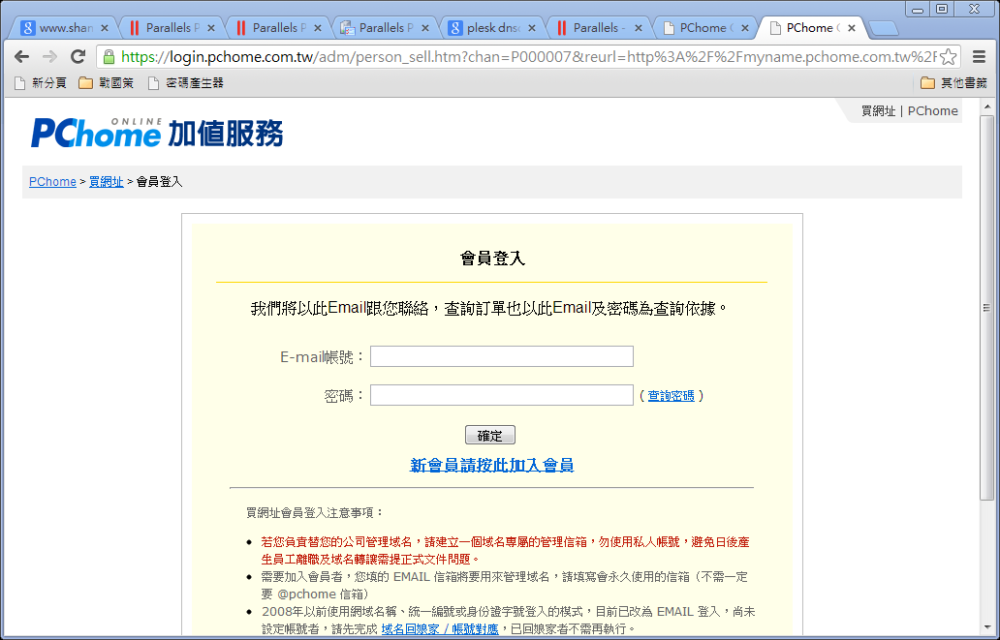 www.shan
Parallels P
Parallels P
Parallels P
plesk dns
Parallels -
PChome
PChome
https://login.pchome.com.tw/adm/person_sell.htm?chan=P000007&reurl=http%3A%2F%2Fmyname.pchome.com.tw%2F
新分頁 戰國策 密碼產生器 其他書籤
PChome ONLINE 加值服務
買網址 | PChome
PChome > 買網址 > 會員登入
會員登入
我們將以此Email跟您聯絡，查詢訂單也以此Email及密碼為查詢依據。
E-mail帳號：
密碼： ( 查詢密碼 )
確定
新會員請按此加入會員
買網址會員登入注意事項：
若您負責替您的公司管理域名，請建立一個域名專屬的管理信箱，勿使用私人帳號，避免日後產
生員工離職及域名轉讓需提正式文件問題。
需要加入會員者，您填的 EMAIL 信箱將要用來管理域名，請填寫會永久使用的信箱（不需一定
要 @pchome 信箱）
2008年以前使用網域名稱、統一編號或身份證字號登入的模式，目前已改為 EMAIL 登入，尚未
設定帳號者，請先完成 域名回娘家 / 帳號對應，已回娘家者不需再執行。